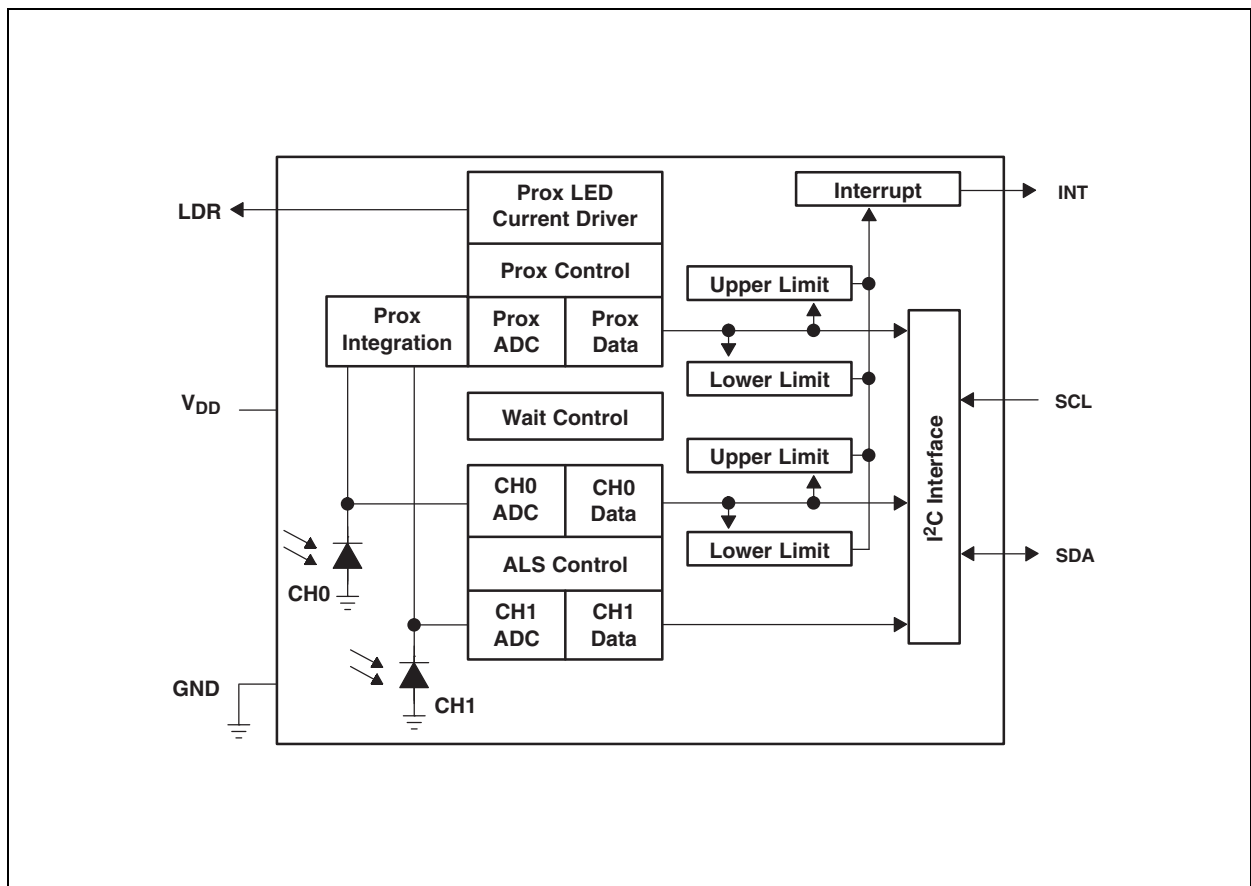 Prox LED
Current Driver
Interrupt
INT
LDR
Prox Control
Upper Limit
Prox
Integration
Prox
ADC
Prox
Data
Lower Limit
VDD
SCL
Wait Control
Upper Limit
I²C Interface
CH0
ADC
CH0
Data
Lower Limit
SDA
ALS Control
CH0
CH1
ADC
CH1
Data
GND
CH1